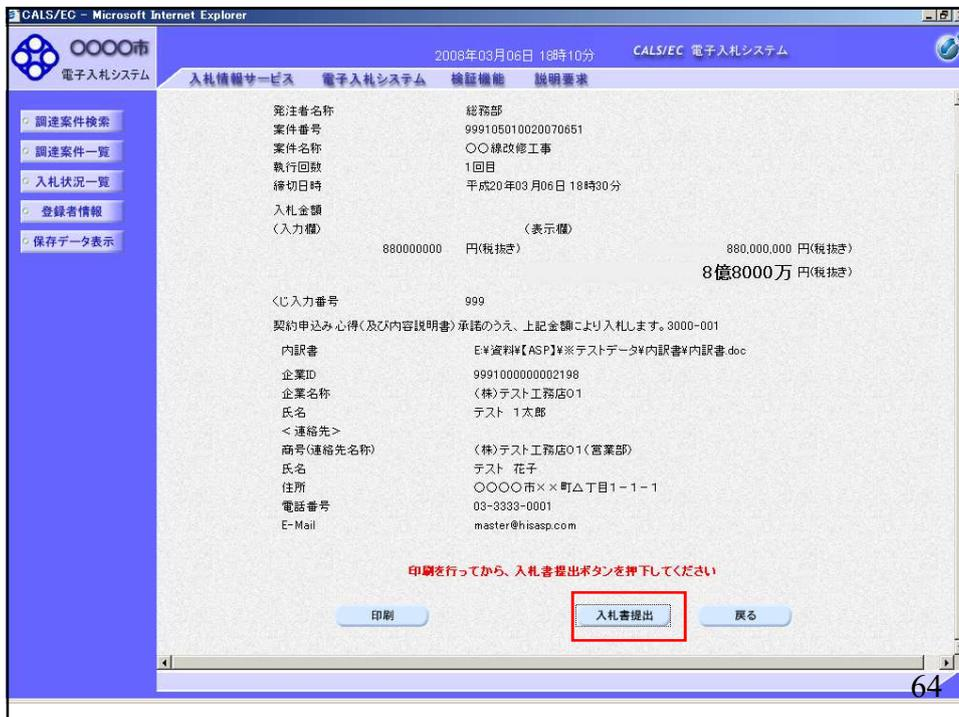 CALS/EC - Microsoft Internet Explorer
〇〇〇〇市
電子入札システム
2008年03月06日 18時10分
CALS/EC 電子入札システム
入札情報サービス 電子入札システム 検証機能 説明要求
調達案件検索
調達案件一覧
入札状況一覧
登録者情報
保存データ表示
発注者名称 総務部
案件番号 999105010020070651
案件名称 〇〇線改修工事
執行回数 1回目
締切日時 平成20年03月06日 18時30分
入札金額
(入力欄) (表示欄)
880000000 円(税抜き) 880,000,000 円(税抜き)
8億8000万 円(税抜き)
くじ入力番号 999
契約申込み心得(及び内容説明書)承諾のうえ、上記金額により入札します。3000-001
内訳書 E:¥資料¥【ASP】¥※テストデータ¥内訳書¥内訳書.doc
企業ID 9991000000002198
企業名称 (株)テスト工務店01
氏名 テスト 1太郎
<連絡先>
商号(連絡先名称) (株)テスト工務店01(営業部)
氏名 テスト 花子
住所 〇〇〇〇市××町△丁目1-1-1
電話番号 03-3333-0001
E-Mail master@hisasp.com
印刷を行ってから、入札書提出ボタンを押下してください
印刷 入札書提出 戻る
64